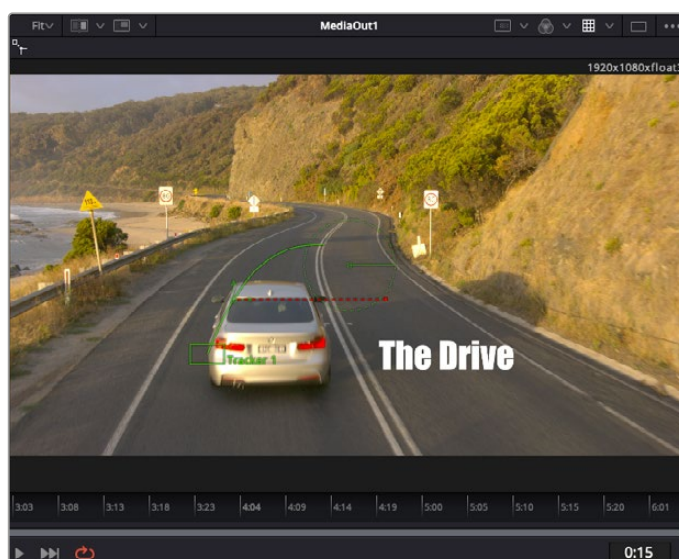 Fit
MediaOut1
1920x1080xfloat
Tracker 1
The Drive
3:03 3:08 3:13 3:18 3:23 4:04 4:09 4:14 4:19 5:00 5:05 5:10 5:15 5:20 6:01
0:15